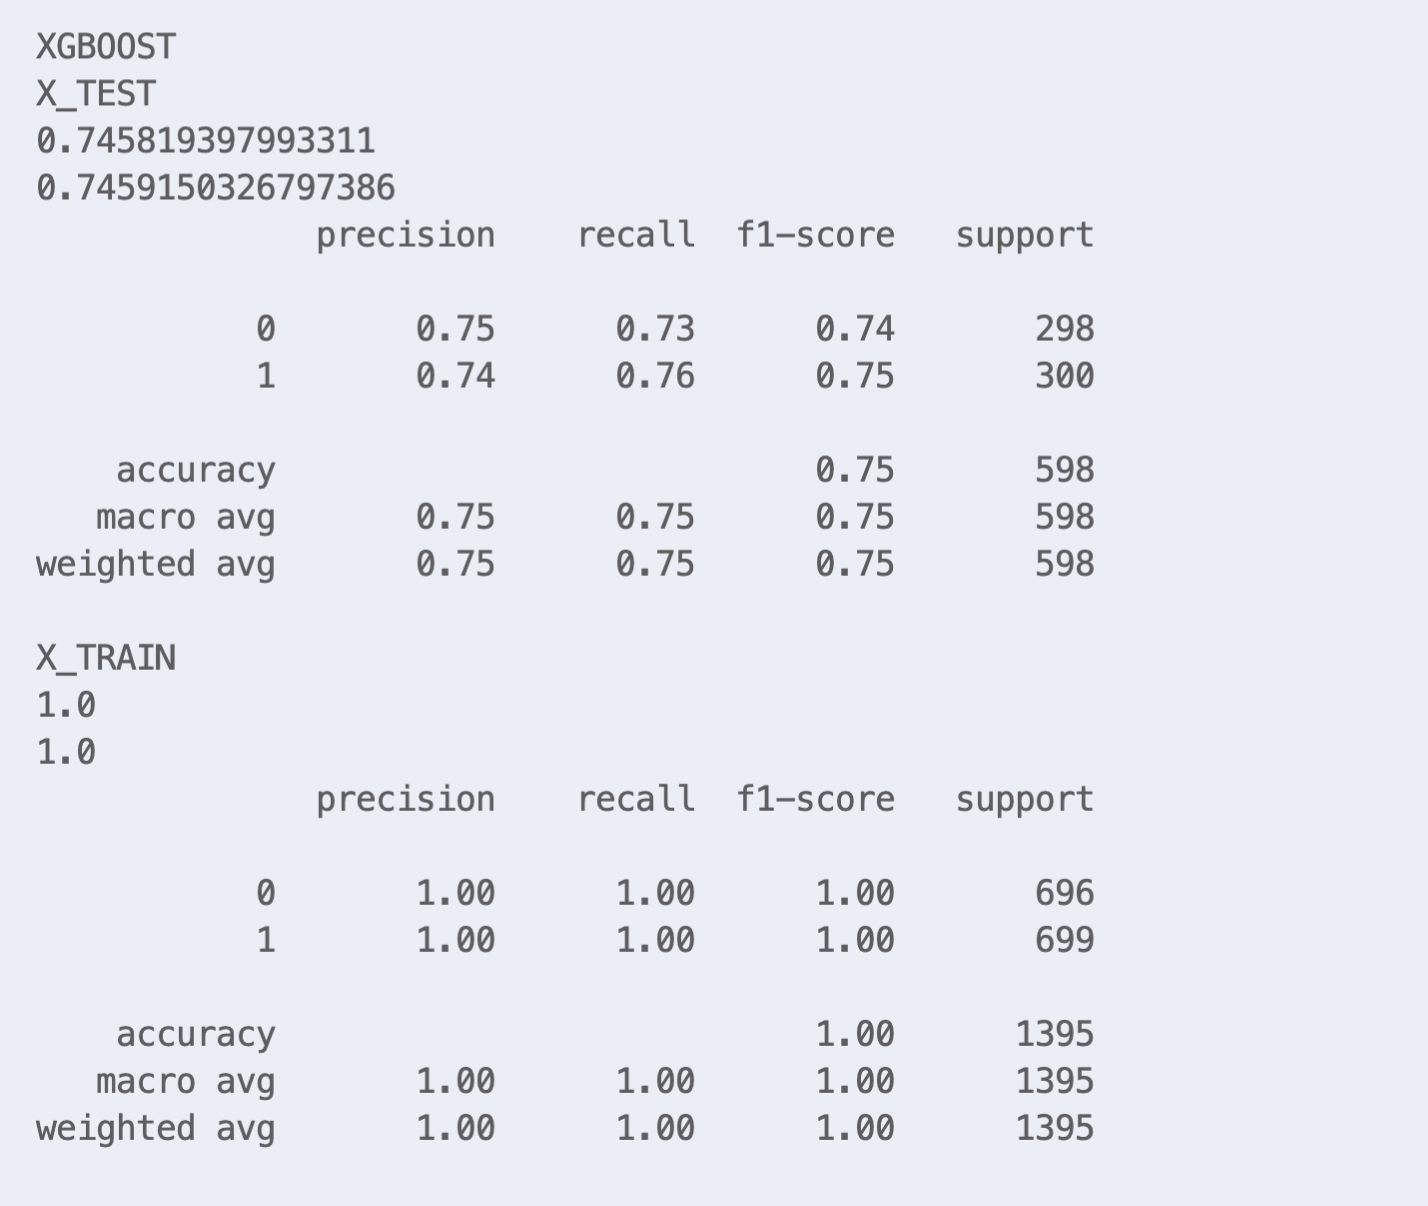 XGBOOST
X_TEST
0.745819397993311
0.7459150326797386
precision recall f1-score support
0 0.75 0.73 0.74 298
1 0.74 0.76 0.75 300
accuracy 0.75 598
macro avg 0.75 0.75 0.75 598
weighted avg 0.75 0.75 0.75 598
X_TRAIN
1.0
1.0
precision recall f1-score support
0 1.00 1.00 1.00 696
1 1.00 1.00 1.00 699
accuracy 1.00 1395
macro avg 1.00 1.00 1.00 1395
weighted avg 1.00 1.00 1.00 1395